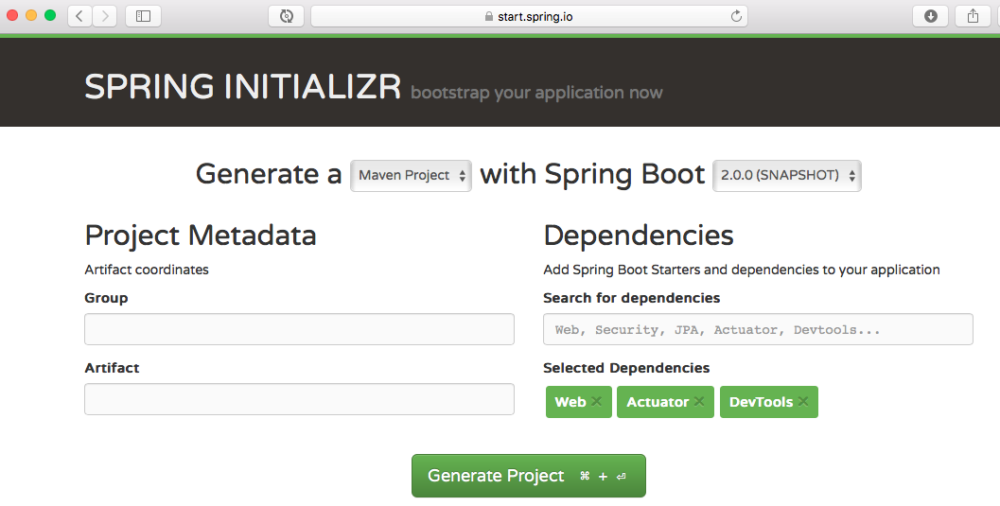 start.spring.io
SPRING INITIALIZR bootstrap your application now
Generate a Maven Project with Spring Boot 2.0.0 (SNAPSHOT)
Project Metadata
Artifact coordinates
Group
Artifact
Dependencies
Add Spring Boot Starters and dependencies to your application
Search for dependencies
Web, Security, JPA, Actuator, Devtools...
Selected Dependencies
Web ✕ Actuator ✕ DevTools ✕
Generate Project ⌘ + ⏎